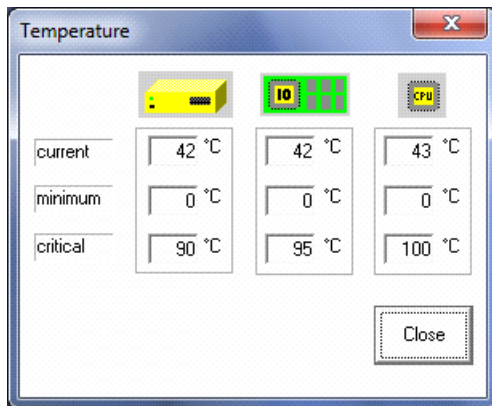 Temperature
IO CPU
current 42 °C 42 °C 43 °C
minimum 0 °C 0 °C 0 °C
critical 90 °C 95 °C 100 °C
Close